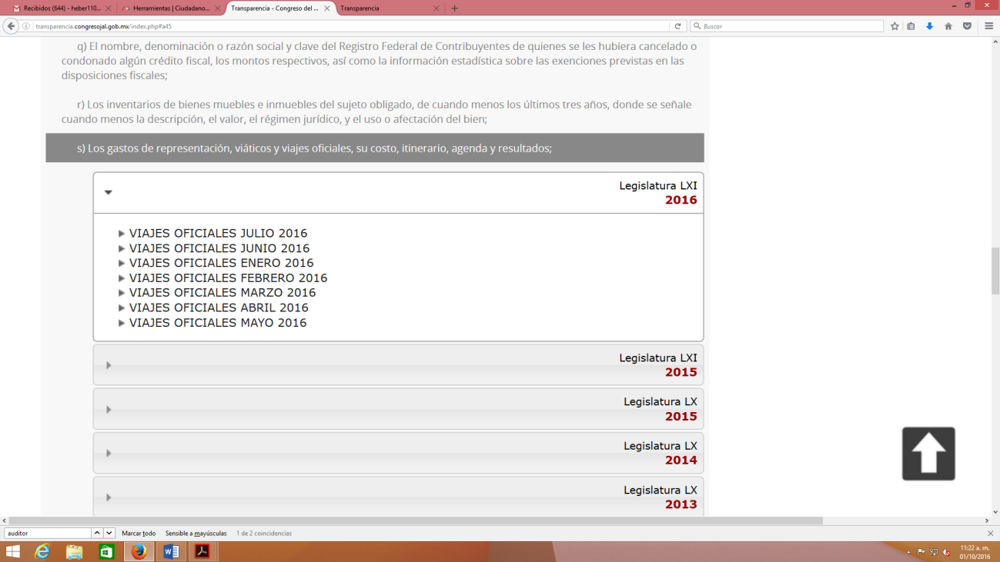 Recibidos (644) - heber110...
Herramientas | Ciudadano...
Transparencia - Congreso del ...
Transparencia
transparencia.congresojal.gob.mx/index.php#a45
Buscar
q) El nombre, denominación o razón social y clave del Registro Federal de Contribuyentes de quienes se les hubiera cancelado o
condonado algún crédito fiscal, los montos respectivos, así como la información estadística sobre las exenciones previstas en las
disposiciones fiscales;
r) Los inventarios de bienes muebles e inmuebles del sujeto obligado, de cuando menos los últimos tres años, donde se señale
cuando menos la descripción, el valor, el régimen jurídico, y el uso o afectación del bien;
s) Los gastos de representación, viáticos y viajes oficiales, su costo, itinerario, agenda y resultados;
Legislatura LXI
2016
VIAJES OFICIALES JULIO 2016
VIAJES OFICIALES JUNIO 2016
VIAJES OFICIALES ENERO 2016
VIAJES OFICIALES FEBRERO 2016
VIAJES OFICIALES MARZO 2016
VIAJES OFICIALES ABRIL 2016
VIAJES OFICIALES MAYO 2016
Legislatura LXI
2015
Legislatura LX
2015
Legislatura LX
2014
Legislatura LX
2013
auditor
Marcar todo
Sensible a mayúsculas
1 de 2 coincidencias
11:22 a. m.
01/10/2016